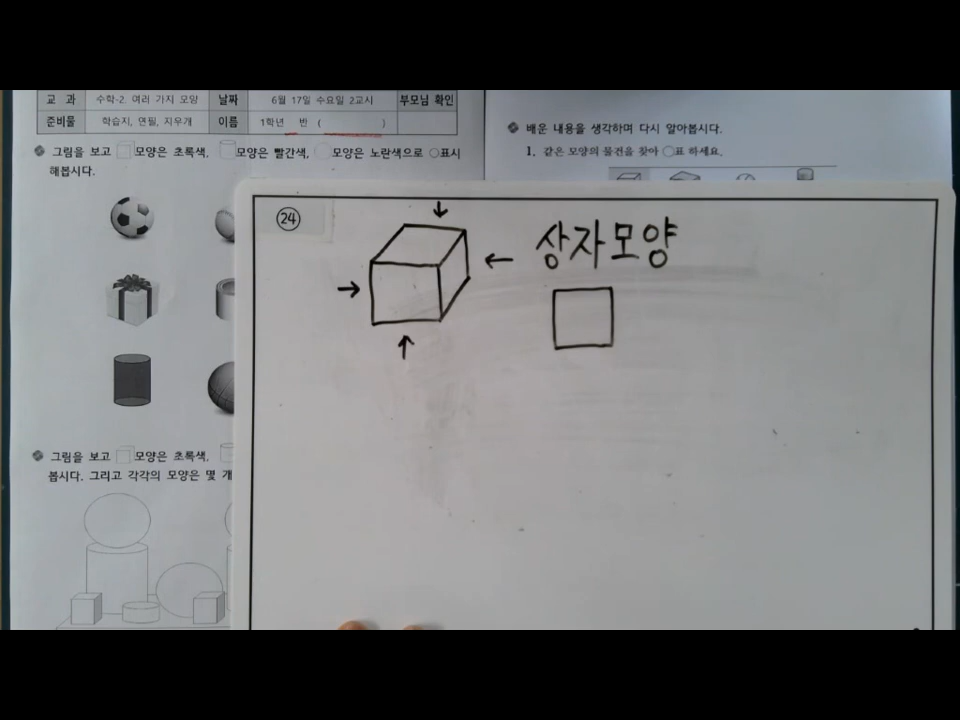 교 과 수학-2. 여러 가지 모양 날짜 6월 17일 수요일 2교시 부모님 확인
준비물 학습지, 연필, 지우개 이름 1학년 반 ( )
그림을 보고 모양은 초록색, 모양은 빨간색, 모양은 노란색으로 ○표시
해봅시다.
그림을 보고 모양은 초록색,
봅시다. 그리고 각각의 모양은 몇 개
배운 내용을 생각하며 다시 알아봅시다.
1. 같은 모양의 물건을 찾아 ○표 하세요.
24
상자모양